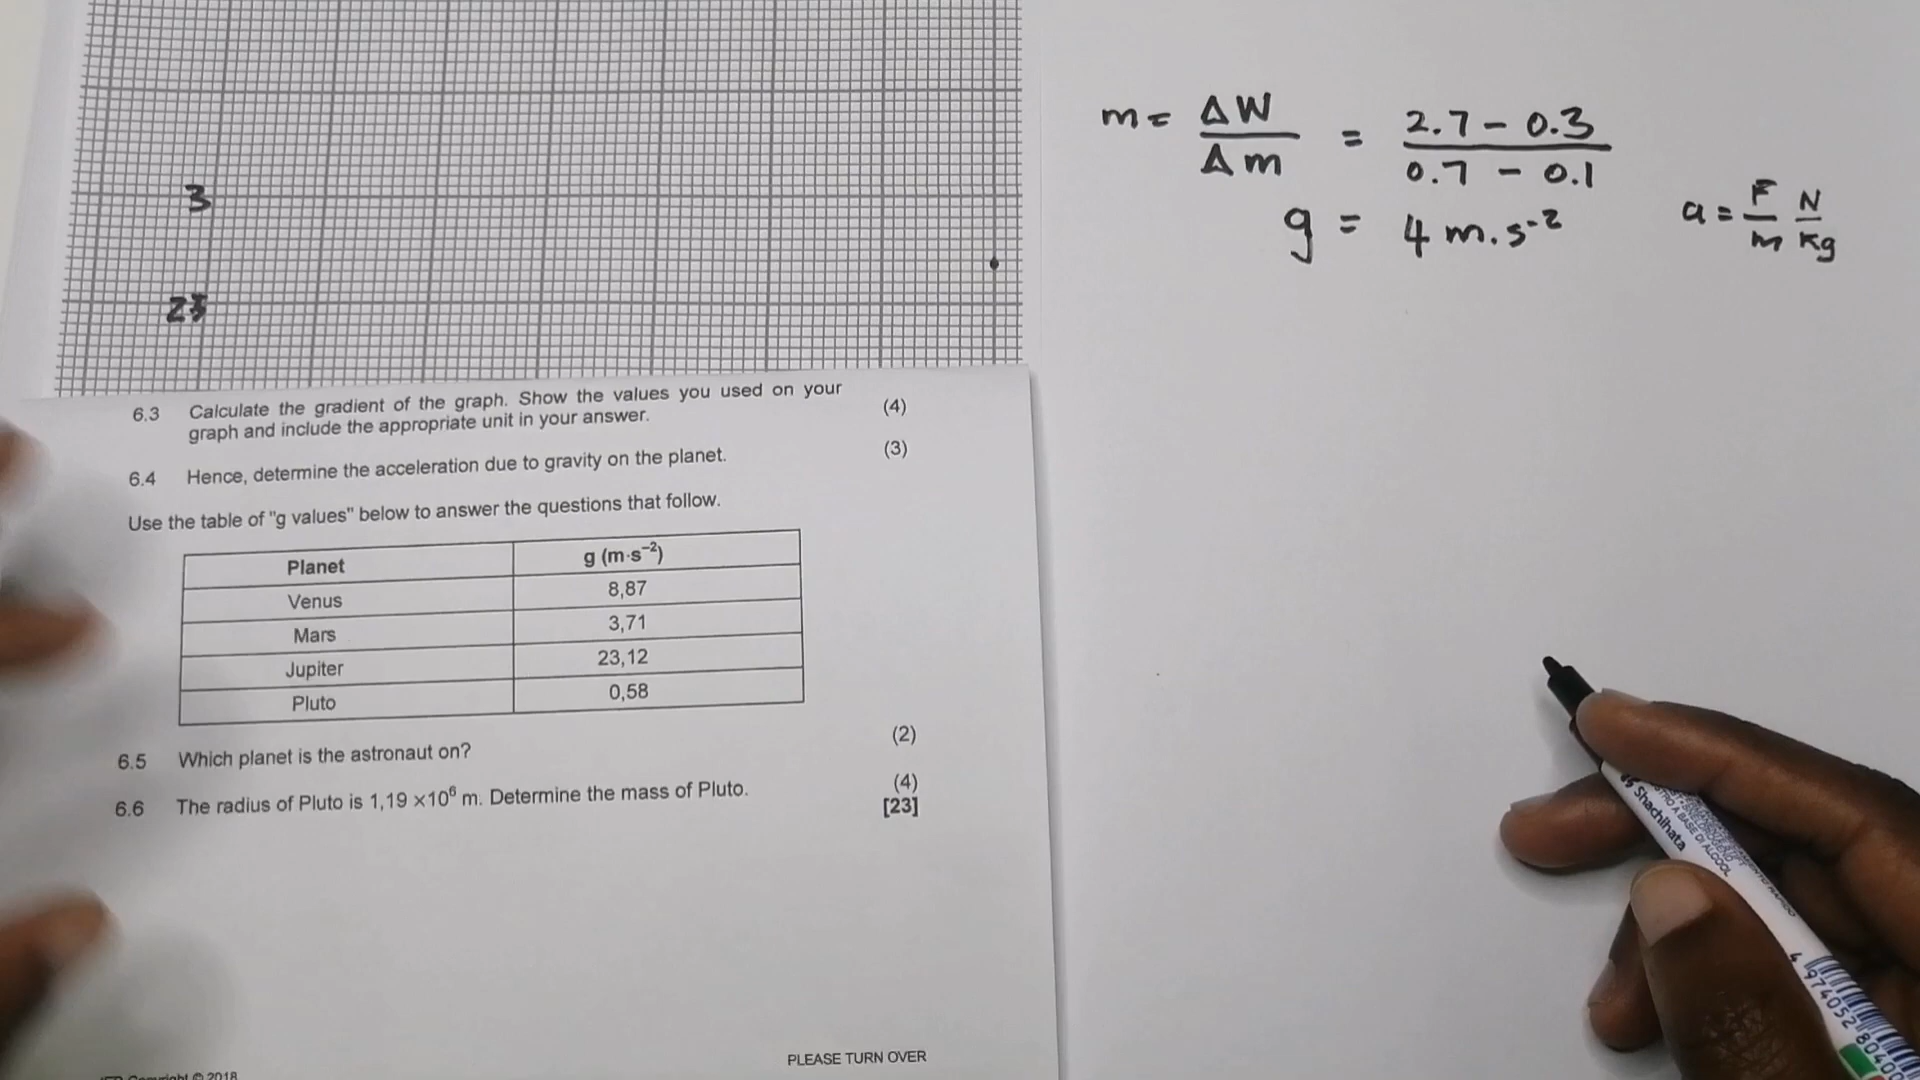 3
6.3 Calculate the gradient of the graph. Show the values you used on your (4)
graph and include the appropriate unit in your answer.
6.4 Hence, determine the acceleration due to gravity on the planet. (3)
Use the table of "g values" below to answer the questions that follow.
Planet g (m·s⁻²)
Venus 8,87
Mars 3,71
Jupiter 23,12
Pluto 0,58
6.5 Which planet is the astronaut on? (2)
6.6 The radius of Pluto is 1,19 ×10⁶ m. Determine the mass of Pluto. (4)
[23]
PLEASE TURN OVER
Copyright © 2018
m = ΔW/Δm = (2.7 - 0.3)/(0.7 - 0.1)
g = 4 m.s⁻²
a = F/m N/kg
Shachihata
4 974052 80400